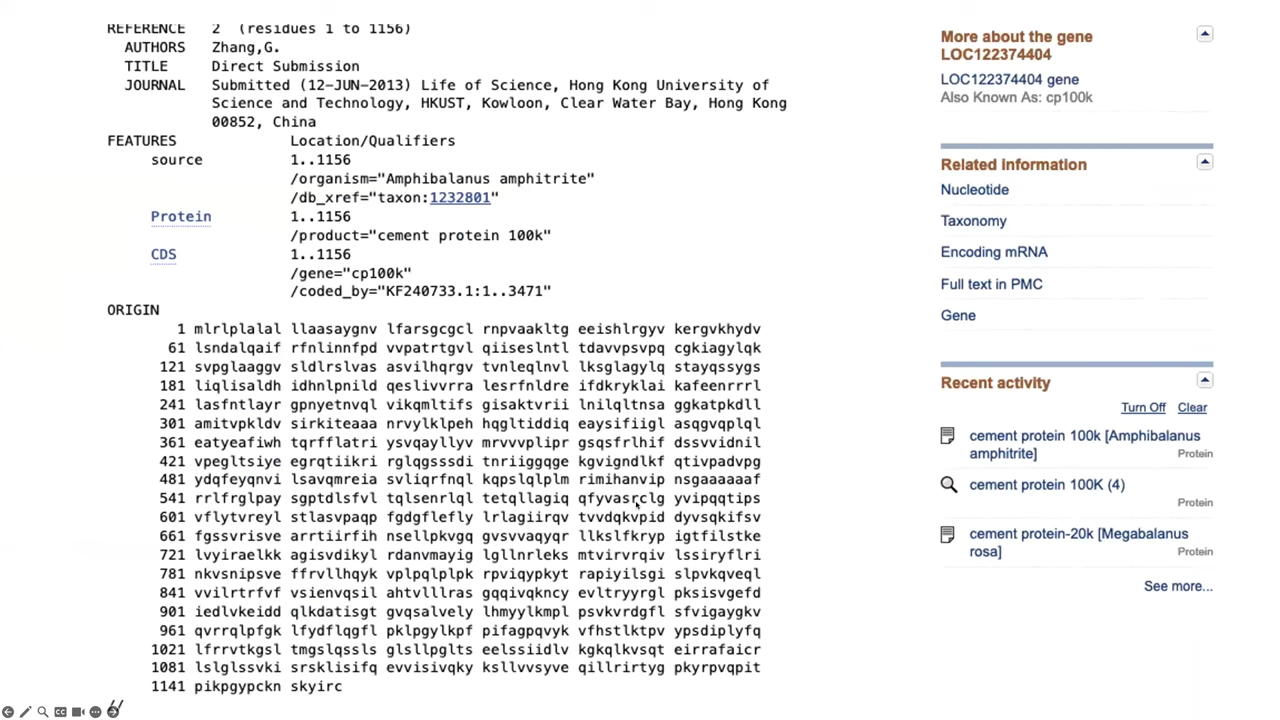 REFERENCE 2 (residues 1 to 1156)
AUTHORS Zhang,G.
TITLE Direct Submission
JOURNAL Submitted (12-JUN-2013) Life of Science, Hong Kong University of
Science and Technology, HKUST, Kowloon, Clear Water Bay, Hong Kong
00852, China
FEATURES Location/Qualifiers
source 1..1156
/organism="Amphibalanus amphitrite"
/db_xref="taxon:1232801"
Protein 1..1156
/product="cement protein 100k"
CDS 1..1156
/gene="cp100k"
/coded_by="KF240733.1:1..3471"
ORIGIN
1 mlrlplalal llaasaygnv lfarsgcgcl rnpvaakltg eeishlrgyv kergvkhydv
61 lsndalqaif rfnlinnfpd vvpatrtgvl qiiseslntl tdavvpsvpq cgkiagylqk
121 svpglaaggv sldlrslvas asvilhqrgv tvnleqlnvl lksglagylq stayqssygs
181 liqlisaldh idhnlpnild qeslivvrra lesrfnldre ifdkryklai kafeenrrrl
241 lasfntlayr gpnyetnvql vikqmltifs gisaktvrii lnilqltnsa ggkatpkdll
301 amitvpkldv sirkiteaaa nrvylklpeh hqgltiddiq eaysifiigl asqgvqplql
361 eatyeafiwh tqrfflatri ysvqayllyv mrvvvplipr gsqsfrlhif dssvvidnil
421 vpegltsiye egrqtiikri rglqgsssdi tnriiggqge kgvigndlkf qtivpadvpg
481 ydqfeyqnvi lsavqmreia svliqrfnql kqpslqlplm rimihanvip nsgaaaaaaf
541 rrlfrglpay sgptdlsfvl tqlsenrlql tetqllagiq qfyvasrclg yvipqqtips
601 vflytvreyl stlasvpaqp fgdgflefly lrlagiirqv tvvdqkvpid dyvsqkifsv
661 fgssvrisve arrtiirfih nsellpkvgq gvsvvaqyqr llkslfkryp igtfilstke
721 lvyiraelkk agisvdikyl rdanvmayig lgllnrleks mtvirvrqiv lssiryflri
781 nkvsnipsve ffrvllhqyk vplpqlplpk rpviqypkyt rapiyilsgi slpvkqveql
841 vvilrtrfvf vsienvqsil ahtvlllras gqqivqkncy evltryyrgl pksisvgefd
901 iedlvkeidd qlkdatisgt gvqsalvely lhmyylkmpl psvkvrdgfl sfvigaygkv
961 qvrrqlpfgk lfydflqgfl pklpgylkpf pifagpqvyk vfhstlktpv ypsdiplyfq
1021 lfrrvtkgsl tmgslqssls glsllpglts eelssiidlv kgkqlkvsqt eirrafaicr
1081 lslglssvki srsklisifq evvisivqky ksllvvsyve qillrirtyg pkyrpvqpit
1141 pikpgypckn skyirc
//
More about the gene
LOC122374404
LOC122374404 gene
Also Known As: cp100k
Related information
Nucleotide
Taxonomy
Encoding mRNA
Full text in PMC
Gene
Recent activity
Turn Off Clear
cement protein 100k [Amphibalanus
amphitrite]
Protein
cement protein 100K (4)
Protein
cement protein-20k [Megabalanus
rosa]
Protein
See more...